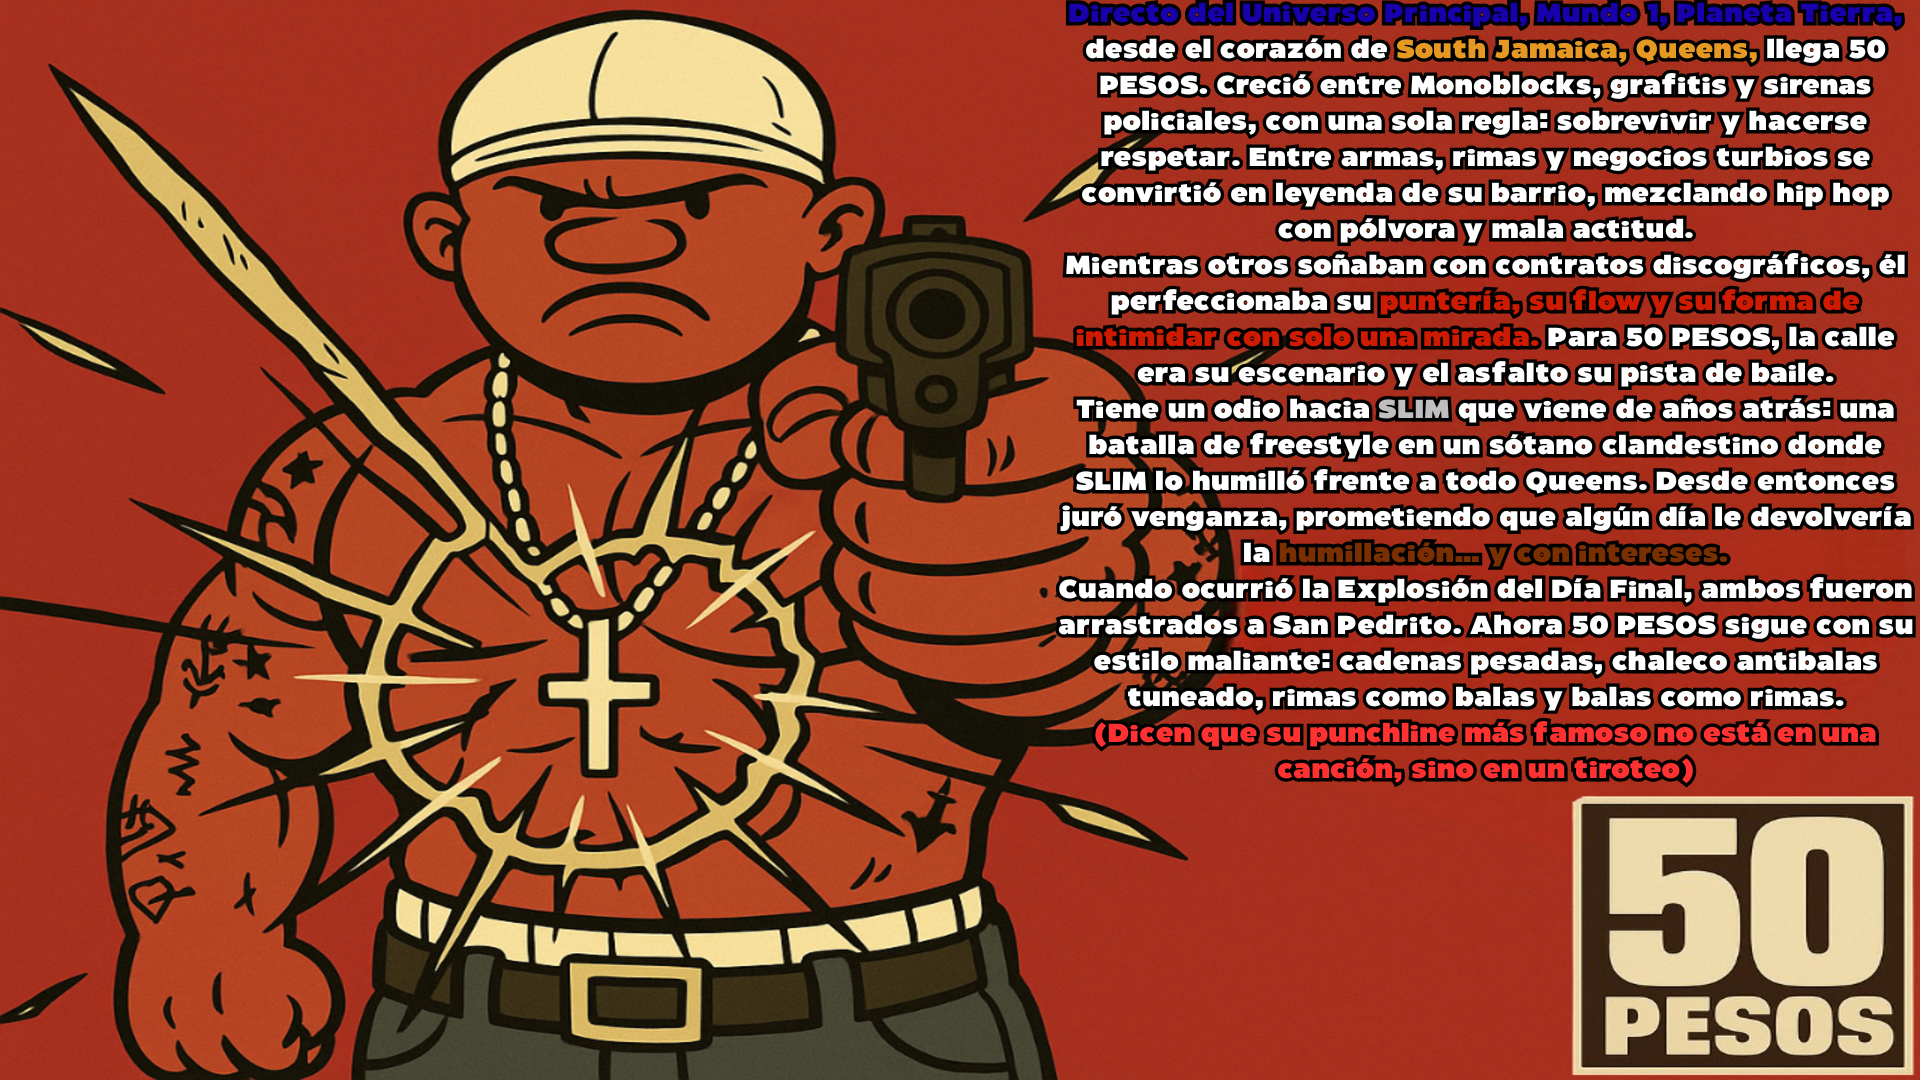 Directo del Universo Principal, Mundo 1, Planeta Tierra,
desde el corazón de South Jamaica, Queens, llega 50
PESOS. Creció entre Monoblocks, grafitis y sirenas
policiales, con una sola regla: sobrevivir y hacerse
respetar. Entre armas, rimas y negocios turbios se
convirtió en leyenda de su barrio, mezclando hip hop
con pólvora y mala actitud.
Mientras otros soñaban con contratos discográficos, él
perfeccionaba su puntería, su flow y su forma de
intimidar con solo una mirada. Para 50 PESOS, la calle
era su escenario y el asfalto su pista de baile.
Tiene un odio hacia SLIM que viene de años atrás: una
batalla de freestyle en un sótano clandestino donde
SLIM lo humilló frente a todo Queens. Desde entonces
juró venganza, prometiendo que algún día le devolvería
la humillación... y con intereses.
Cuando ocurrió la Explosión del Día Final, ambos fueron
arrastrados a San Pedrito. Ahora 50 PESOS sigue con su
estilo maliante: cadenas pesadas, chaleco antibalas
tuneado, rimas como balas y balas como rimas.
(Dicen que su punchline más famoso no está en una
canción, sino en un tiroteo)
50
PESOS